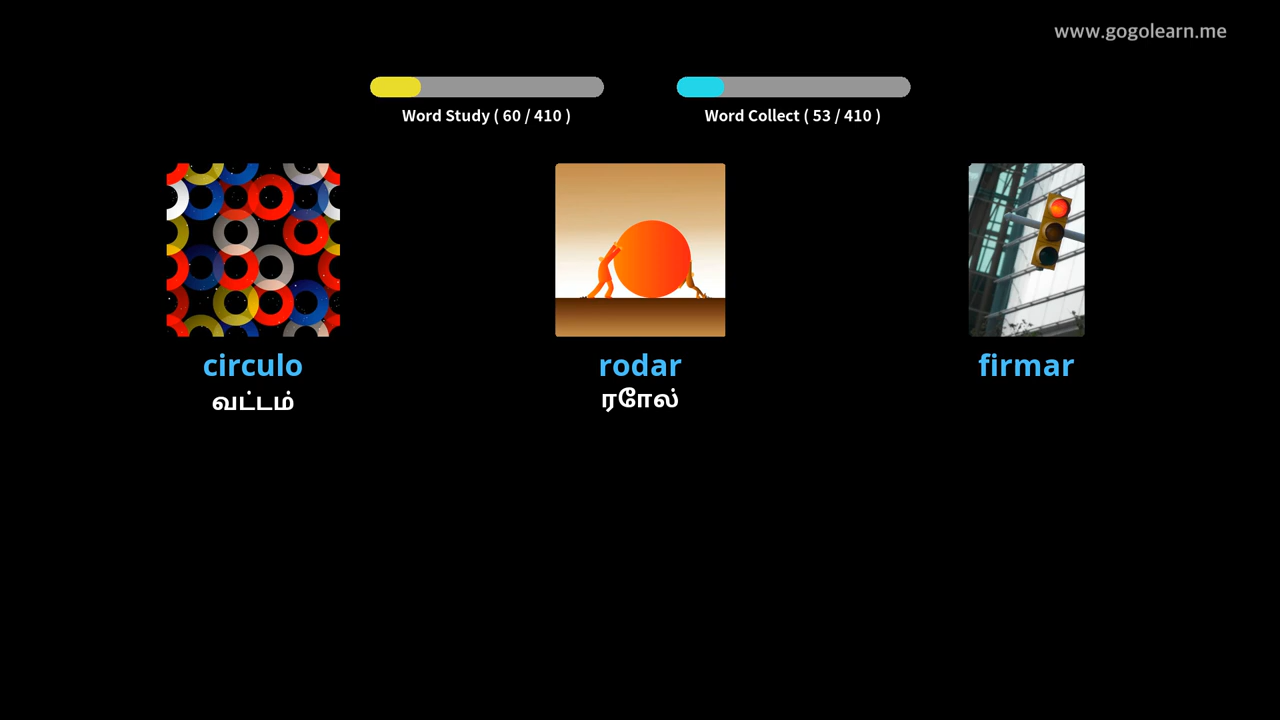 www.gogolearn.me
Word Study ( 60 / 410 )
Word Collect ( 53 / 410 )
circulo
rodar
firmar
வட்டம்
ரோல்